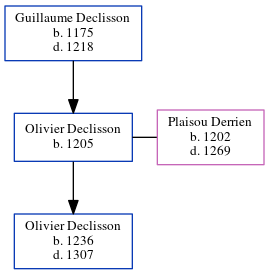 Guillaume Declisson
b. 1175
d. 1218
Olivier Declisson
b. 1205
Plaisou Derrien
b. 1202
d. 1269
Olivier Declisson
b. 1236
d. 1307